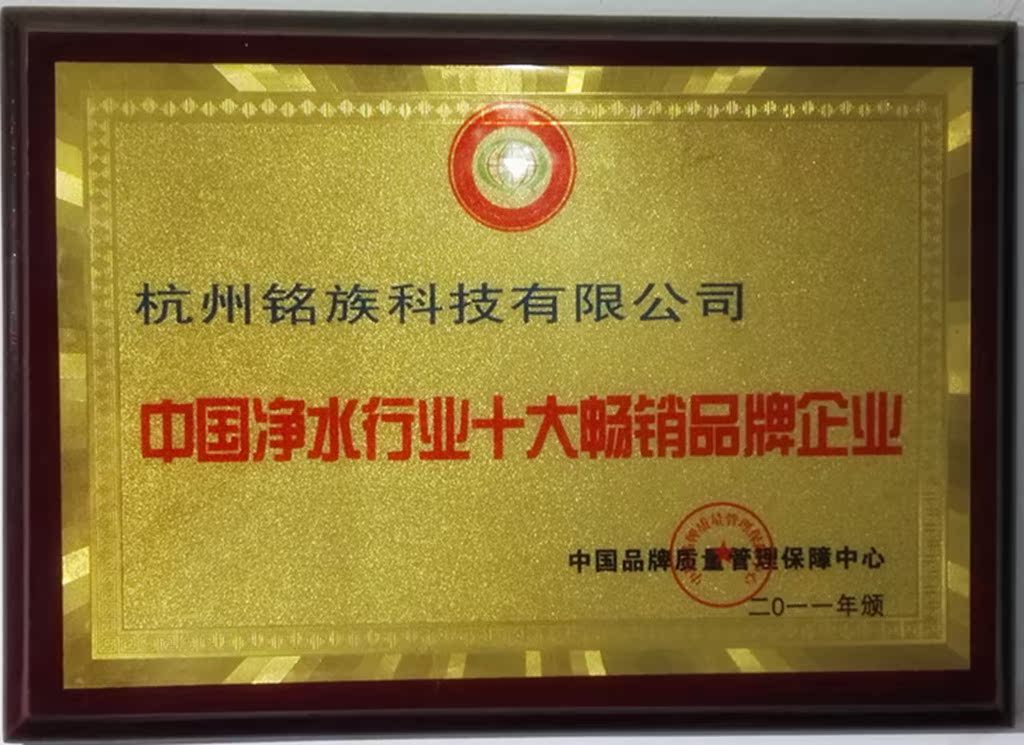 杭州铭族科技有限公司
中国净水行业十大畅销品牌企业
中国品牌质量管理保障中心
二0一一年颁